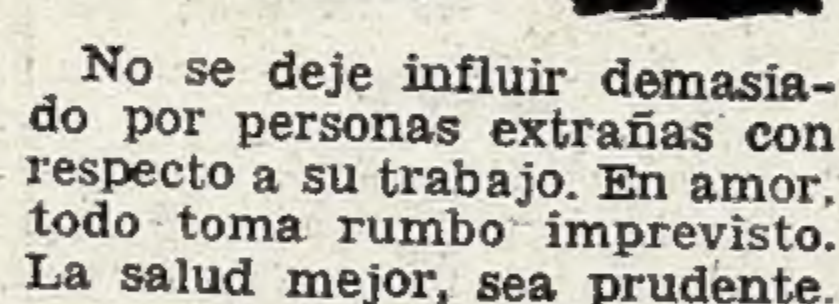 No se deje influir demasia-
do por personas extrañas con
respecto a su trabajo. En amor,
todo toma rumbo imprevisto.
La salud mejor, sea prudente